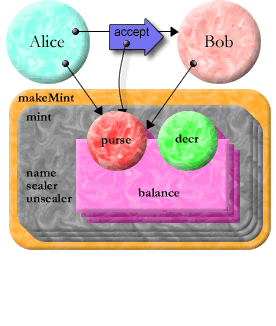 accept
Alice
Bob
makeMint
mint
purse
decr
name
sealer
unsealer
balance